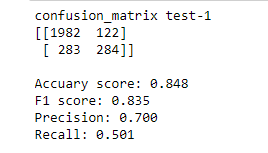 confusion_matrix test-1
[[1982 122]
[ 283 284]]
Accuary score: 0.848
F1 score: 0.835
Precision: 0.700
Recall: 0.501